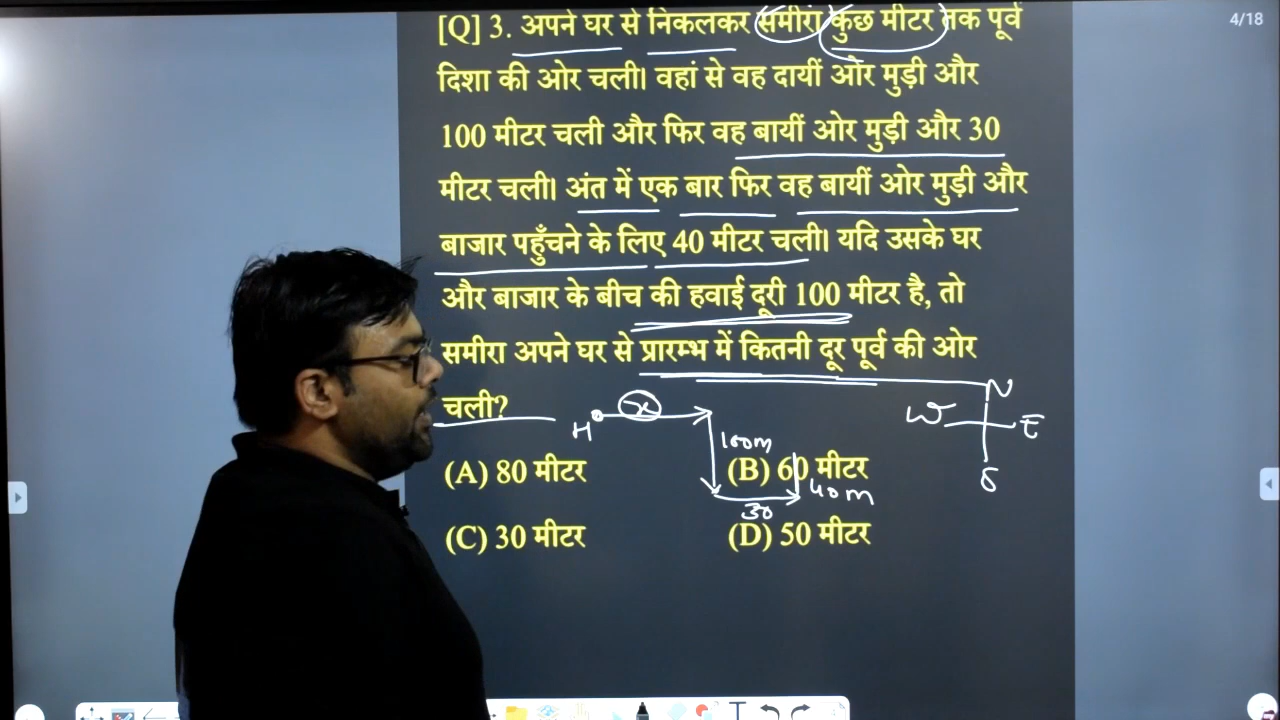 4/18
[Q] 3. अपने घर से निकलकर समीरा कुछ मीटर तक पूर्व
दिशा की ओर चली। वहां से वह दायीं ओर मुड़ी और
100 मीटर चली और फिर वह बायीं ओर मुड़ी और 30
मीटर चली। अंत में एक बार फिर वह बायीं ओर मुड़ी और
बाजार पहुँचने के लिए 40 मीटर चली। यदि उसके घर
और बाजार के बीच की हवाई दूरी 100 मीटर है, तो
समीरा अपने घर से प्रारम्भ में कितनी दूर पूर्व की ओर
चली?
N
W E
S
H x
100m
(A) 80 मीटर (B) 60 मीटर
40m
30
(C) 30 मीटर (D) 50 मीटर